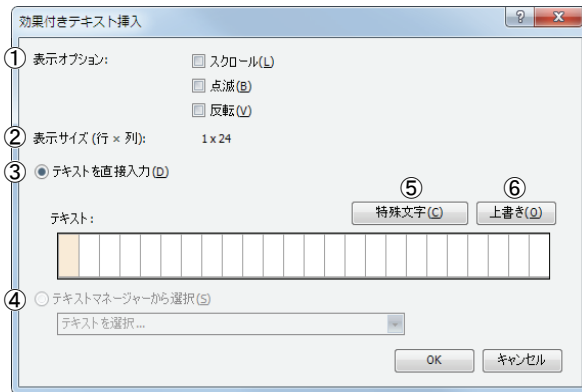 効果付きテキスト挿入
① 表示オプション: スクロール(L)
点滅(B)
反転(V)
② 表示サイズ (行 × 列): 1 x 24
③ テキストを直接入力(D)
⑤ ⑥
テキスト: 特殊文字(C) 上書き(O)
④ テキストマネージャーから選択(S)
テキストを選択...
OK キャンセル